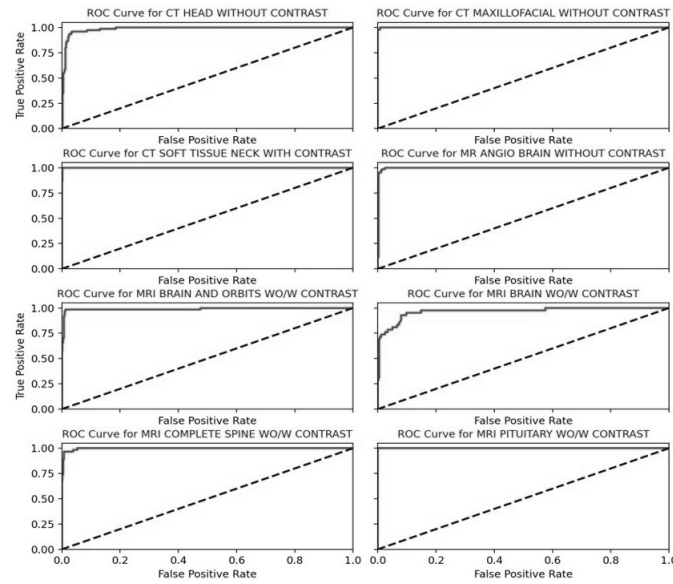 ROC Curve for CT HEAD WITHOUT CONTRAST
True Positive Rate
1.00
0.75
0.50
0.25
0.00
False Positive Rate
ROC Curve for CT MAXILLOFACIAL WITHOUT CONTRAST
False Positive Rate
ROC Curve for CT SOFT TISSUE NECK WITH CONTRAST
1.00
0.75
0.50
0.25
0.00
False Positive Rate
ROC Curve for MR ANGIO BRAIN WITHOUT CONTRAST
False Positive Rate
ROC Curve for MRI BRAIN AND ORBITS WO/W CONTRAST
True Positive Rate
1.00
0.75
0.50
0.25
0.00
False Positive Rate
ROC Curve for MRI BRAIN WO/W CONTRAST
False Positive Rate
ROC Curve for MRI COMPLETE SPINE WO/W CONTRAST
1.00
0.75
0.50
0.25
0.00
0.0 0.2 0.4 0.6 0.8 1.0
False Positive Rate
ROC Curve for MRI PITUITARY WO/W CONTRAST
0.0 0.2 0.4 0.6 0.8 1.0
False Positive Rate